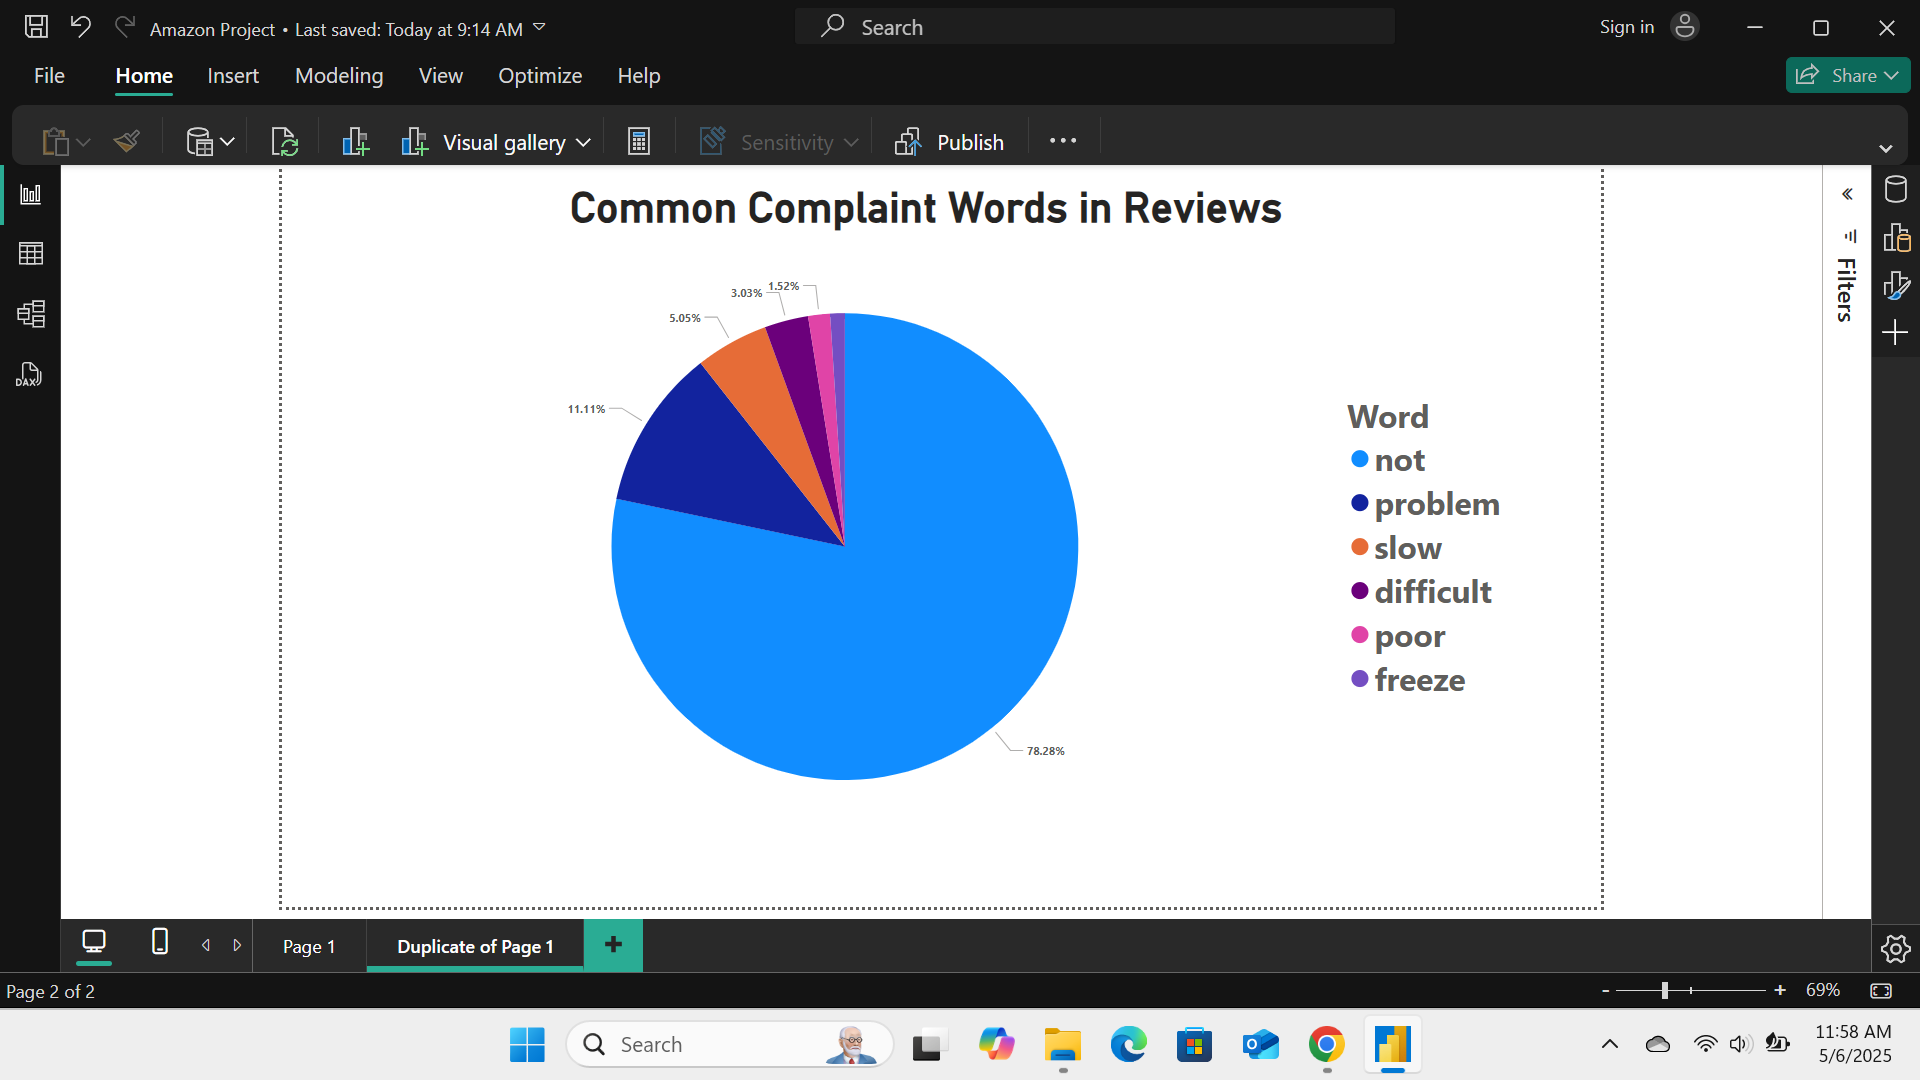 Amazon Project • Last saved: Today at 9:14 AM
Search
Sign in
File
Home
Insert
Modeling
View
Optimize
Help
Share
Visual gallery
Sensitivity
Publish
DAX
Common Complaint Words in Reviews
1.52%
3.03%
5.05%
11.11%
78.28%
Word
not
problem
slow
difficult
poor
freeze
Filters
Page 1
Duplicate of Page 1
Page 2 of 2
69%
Search
11:58 AM
5/6/2025